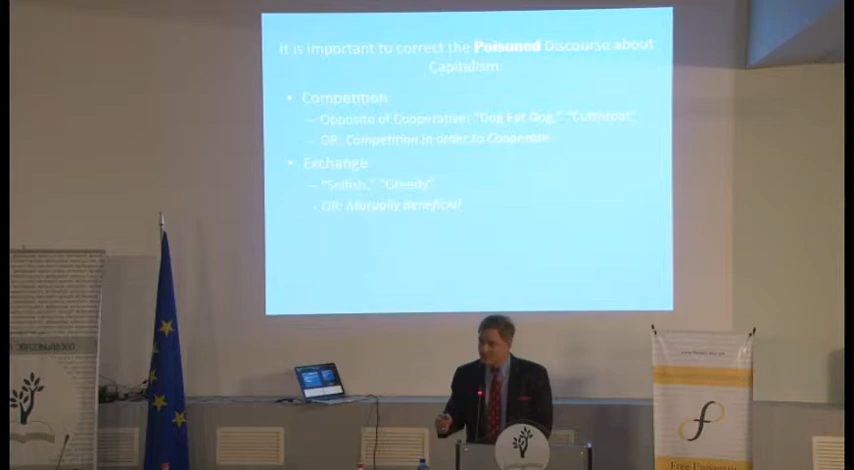 It is important to correct the Poisoned Discourse about
Capitalism:
• Competition
– Opposite of Cooperative: "Dog Eat Dog," "Cutthroat"
– OR: Competition in order to Cooperate
• Exchange
– "Selfish," "Greedy"
- OR: Mutually Beneficial